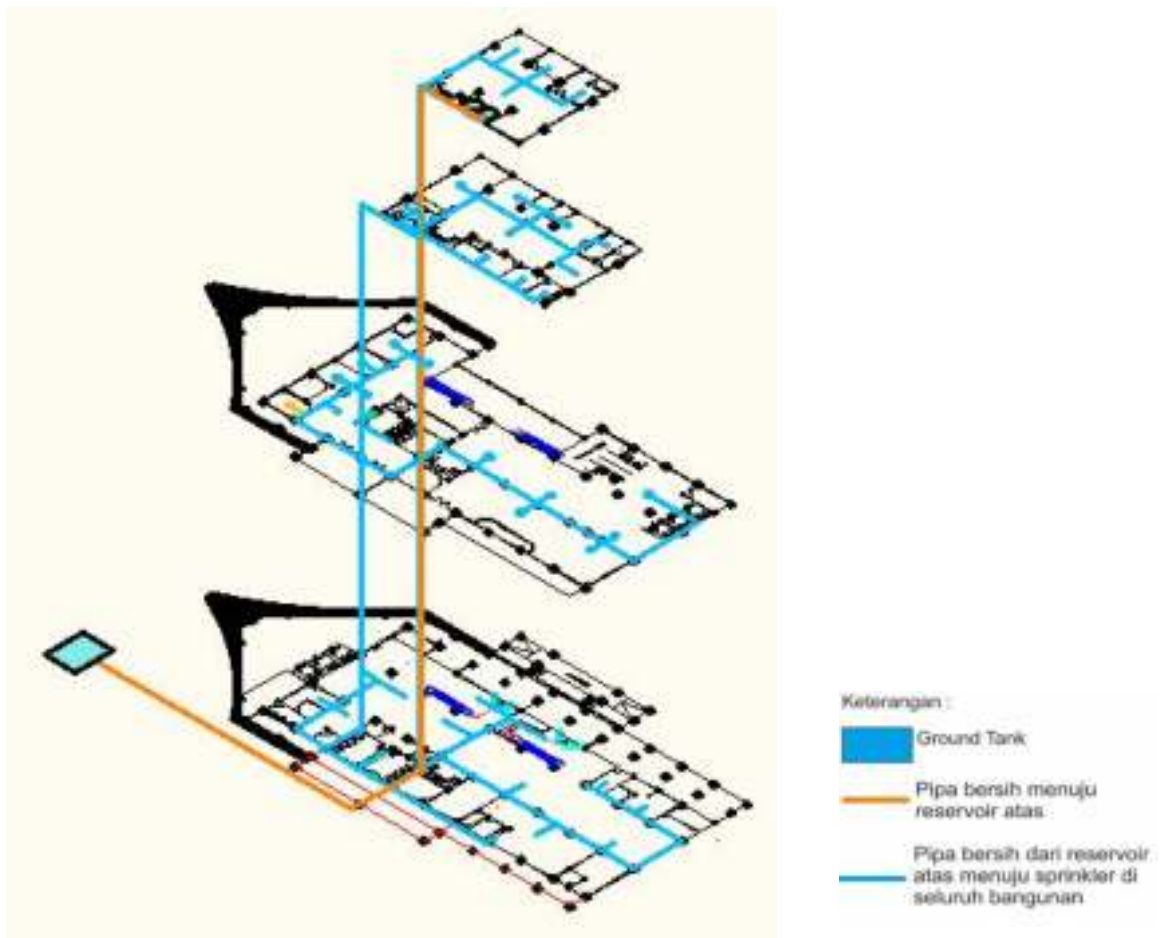 Keterangan :
Ground Tank
Pipa bersih menuju
reservoir atas
Pipa bersih dari reservoir
atas menuju sprinkler di
seluruh bangunan